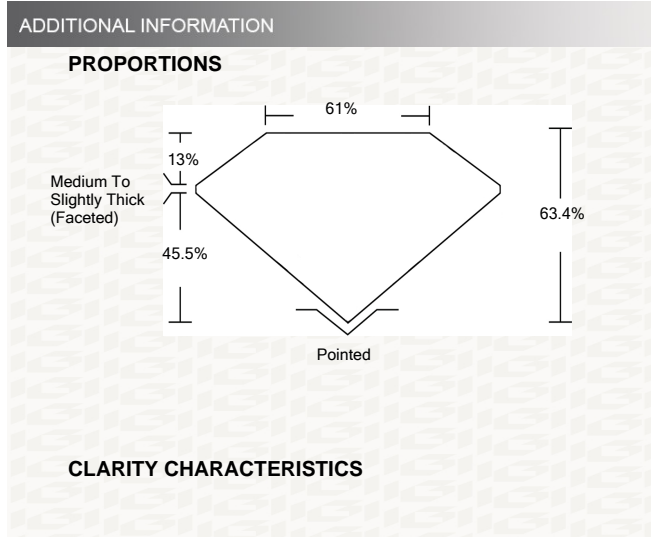 ADDITIONAL INFORMATION
PROPORTIONS
61%
13%
Medium To
Slightly Thick
(Faceted)
63.4%
45.5%
Pointed
CLARITY CHARACTERISTICS